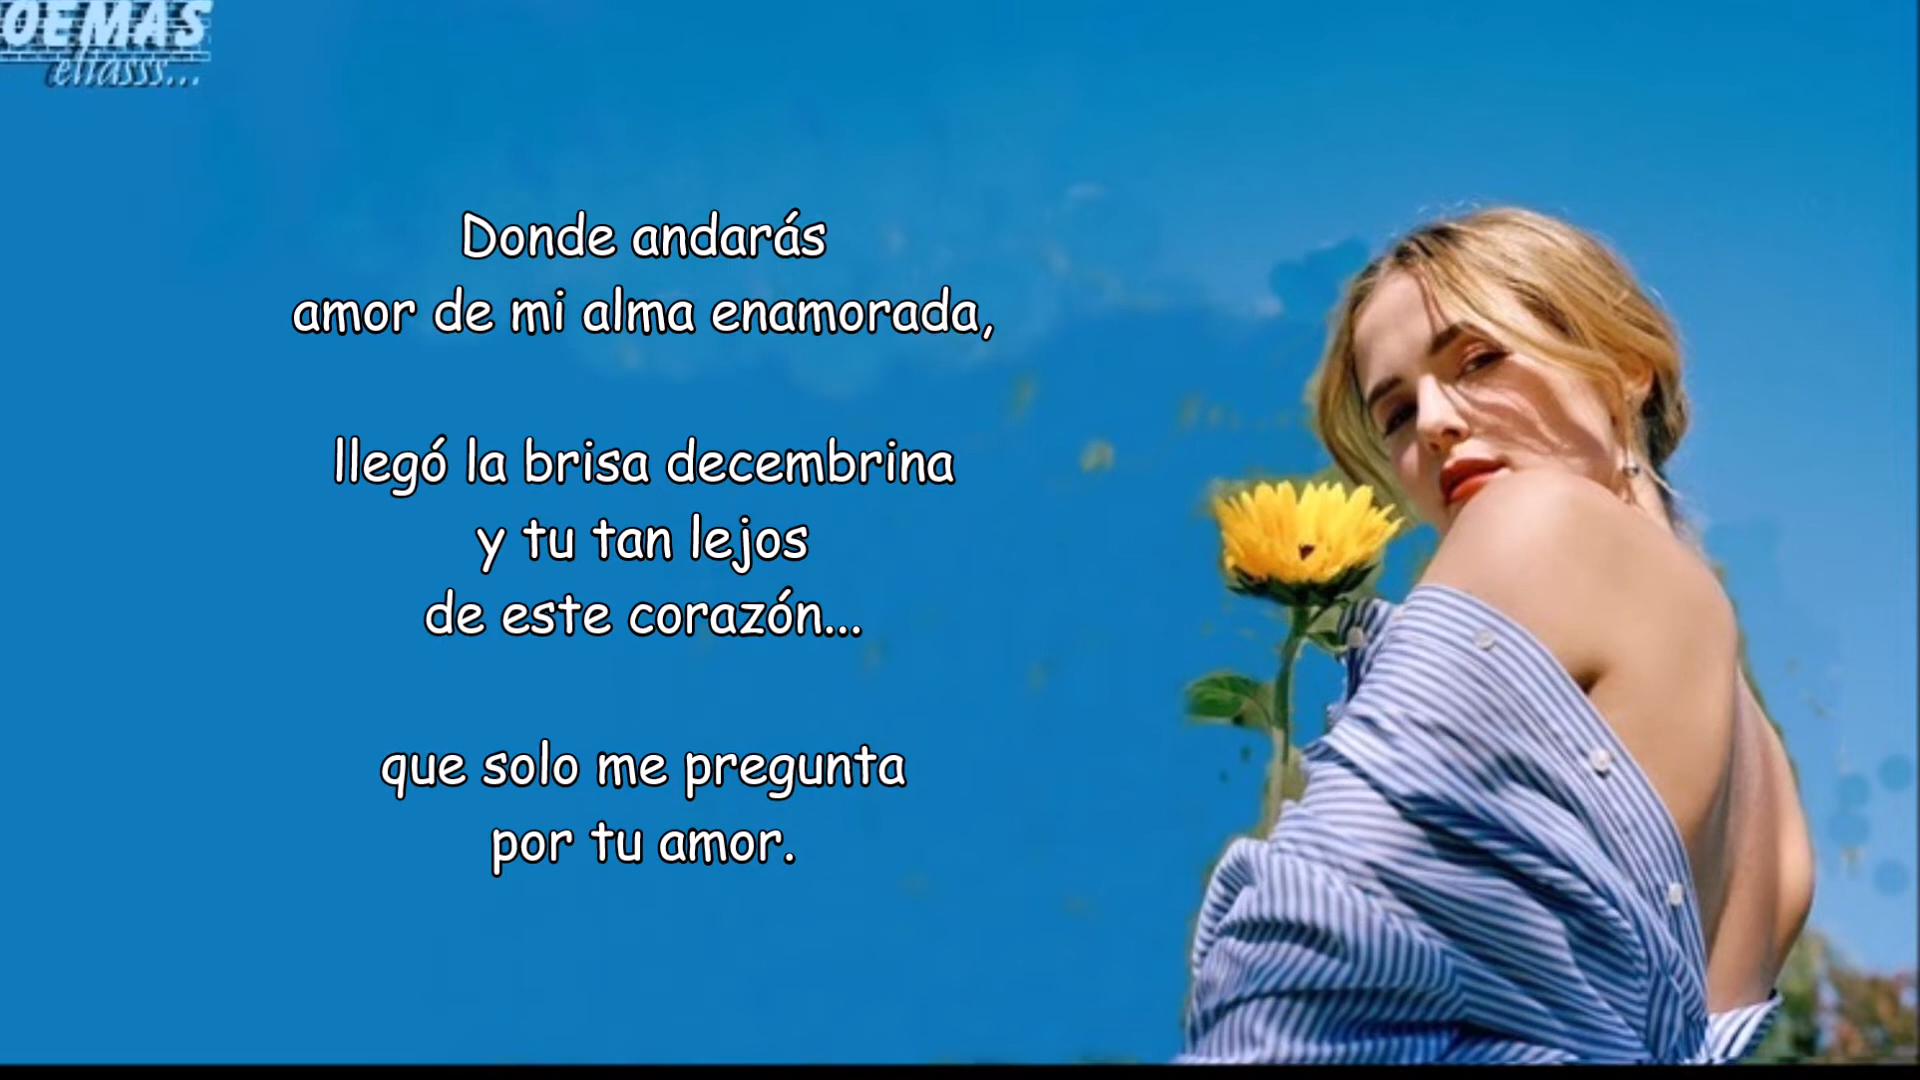 OEMAS
eliasss...
Donde andarás
amor de mi alma enamorada,
llegó la brisa decembrina
y tu tan lejos
de este corazón...
que solo me pregunta
por tu amor.